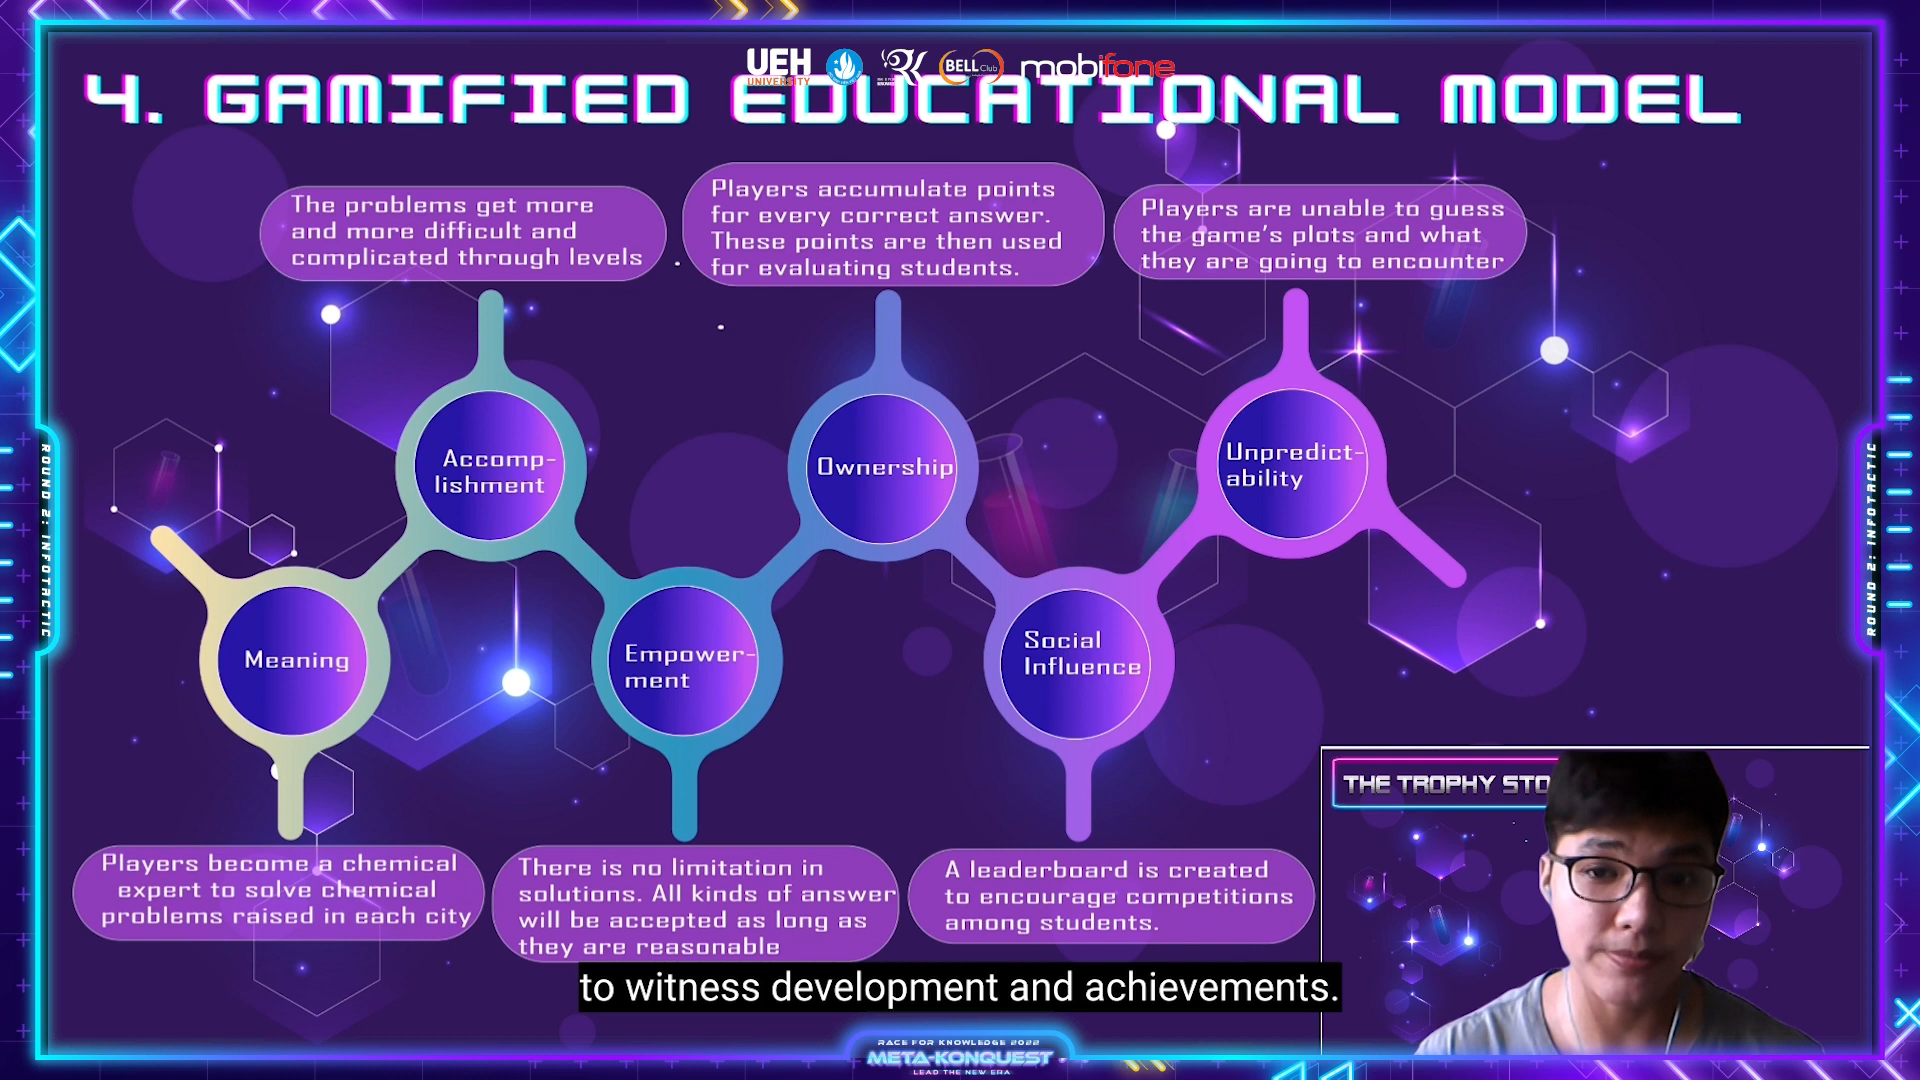 UEH
UNIVERSITY
BELL Club
mobifone
4. GAMIFIED EDUCATIONAL MODEL
The problems get more
and more difficult and
complicated through levels
Players accumulate points
for every correct answer.
These points are then used
for evaluating students.
Players are unable to guess
the game's plots and what
they are going to encounter
Accomp-
lishment
Ownership
Unpredict-
ability
Meaning
Empower-
ment
Social
Influence
Players become a chemical
expert to solve chemical
problems raised in each city
There is no limitation in
solutions. All kinds of answer
will be accepted as long as
they are reasonable
A leaderboard is created
to encourage competitions
among students.
THE TROPHY STO
to witness development and achievements.
ROUND 2: INFOTACTIC
ROUND 2: INFOTACTIC
RACE FOR KNOWLEDGE 2022
META-KONQUEST
LEAD THE NEW ERA